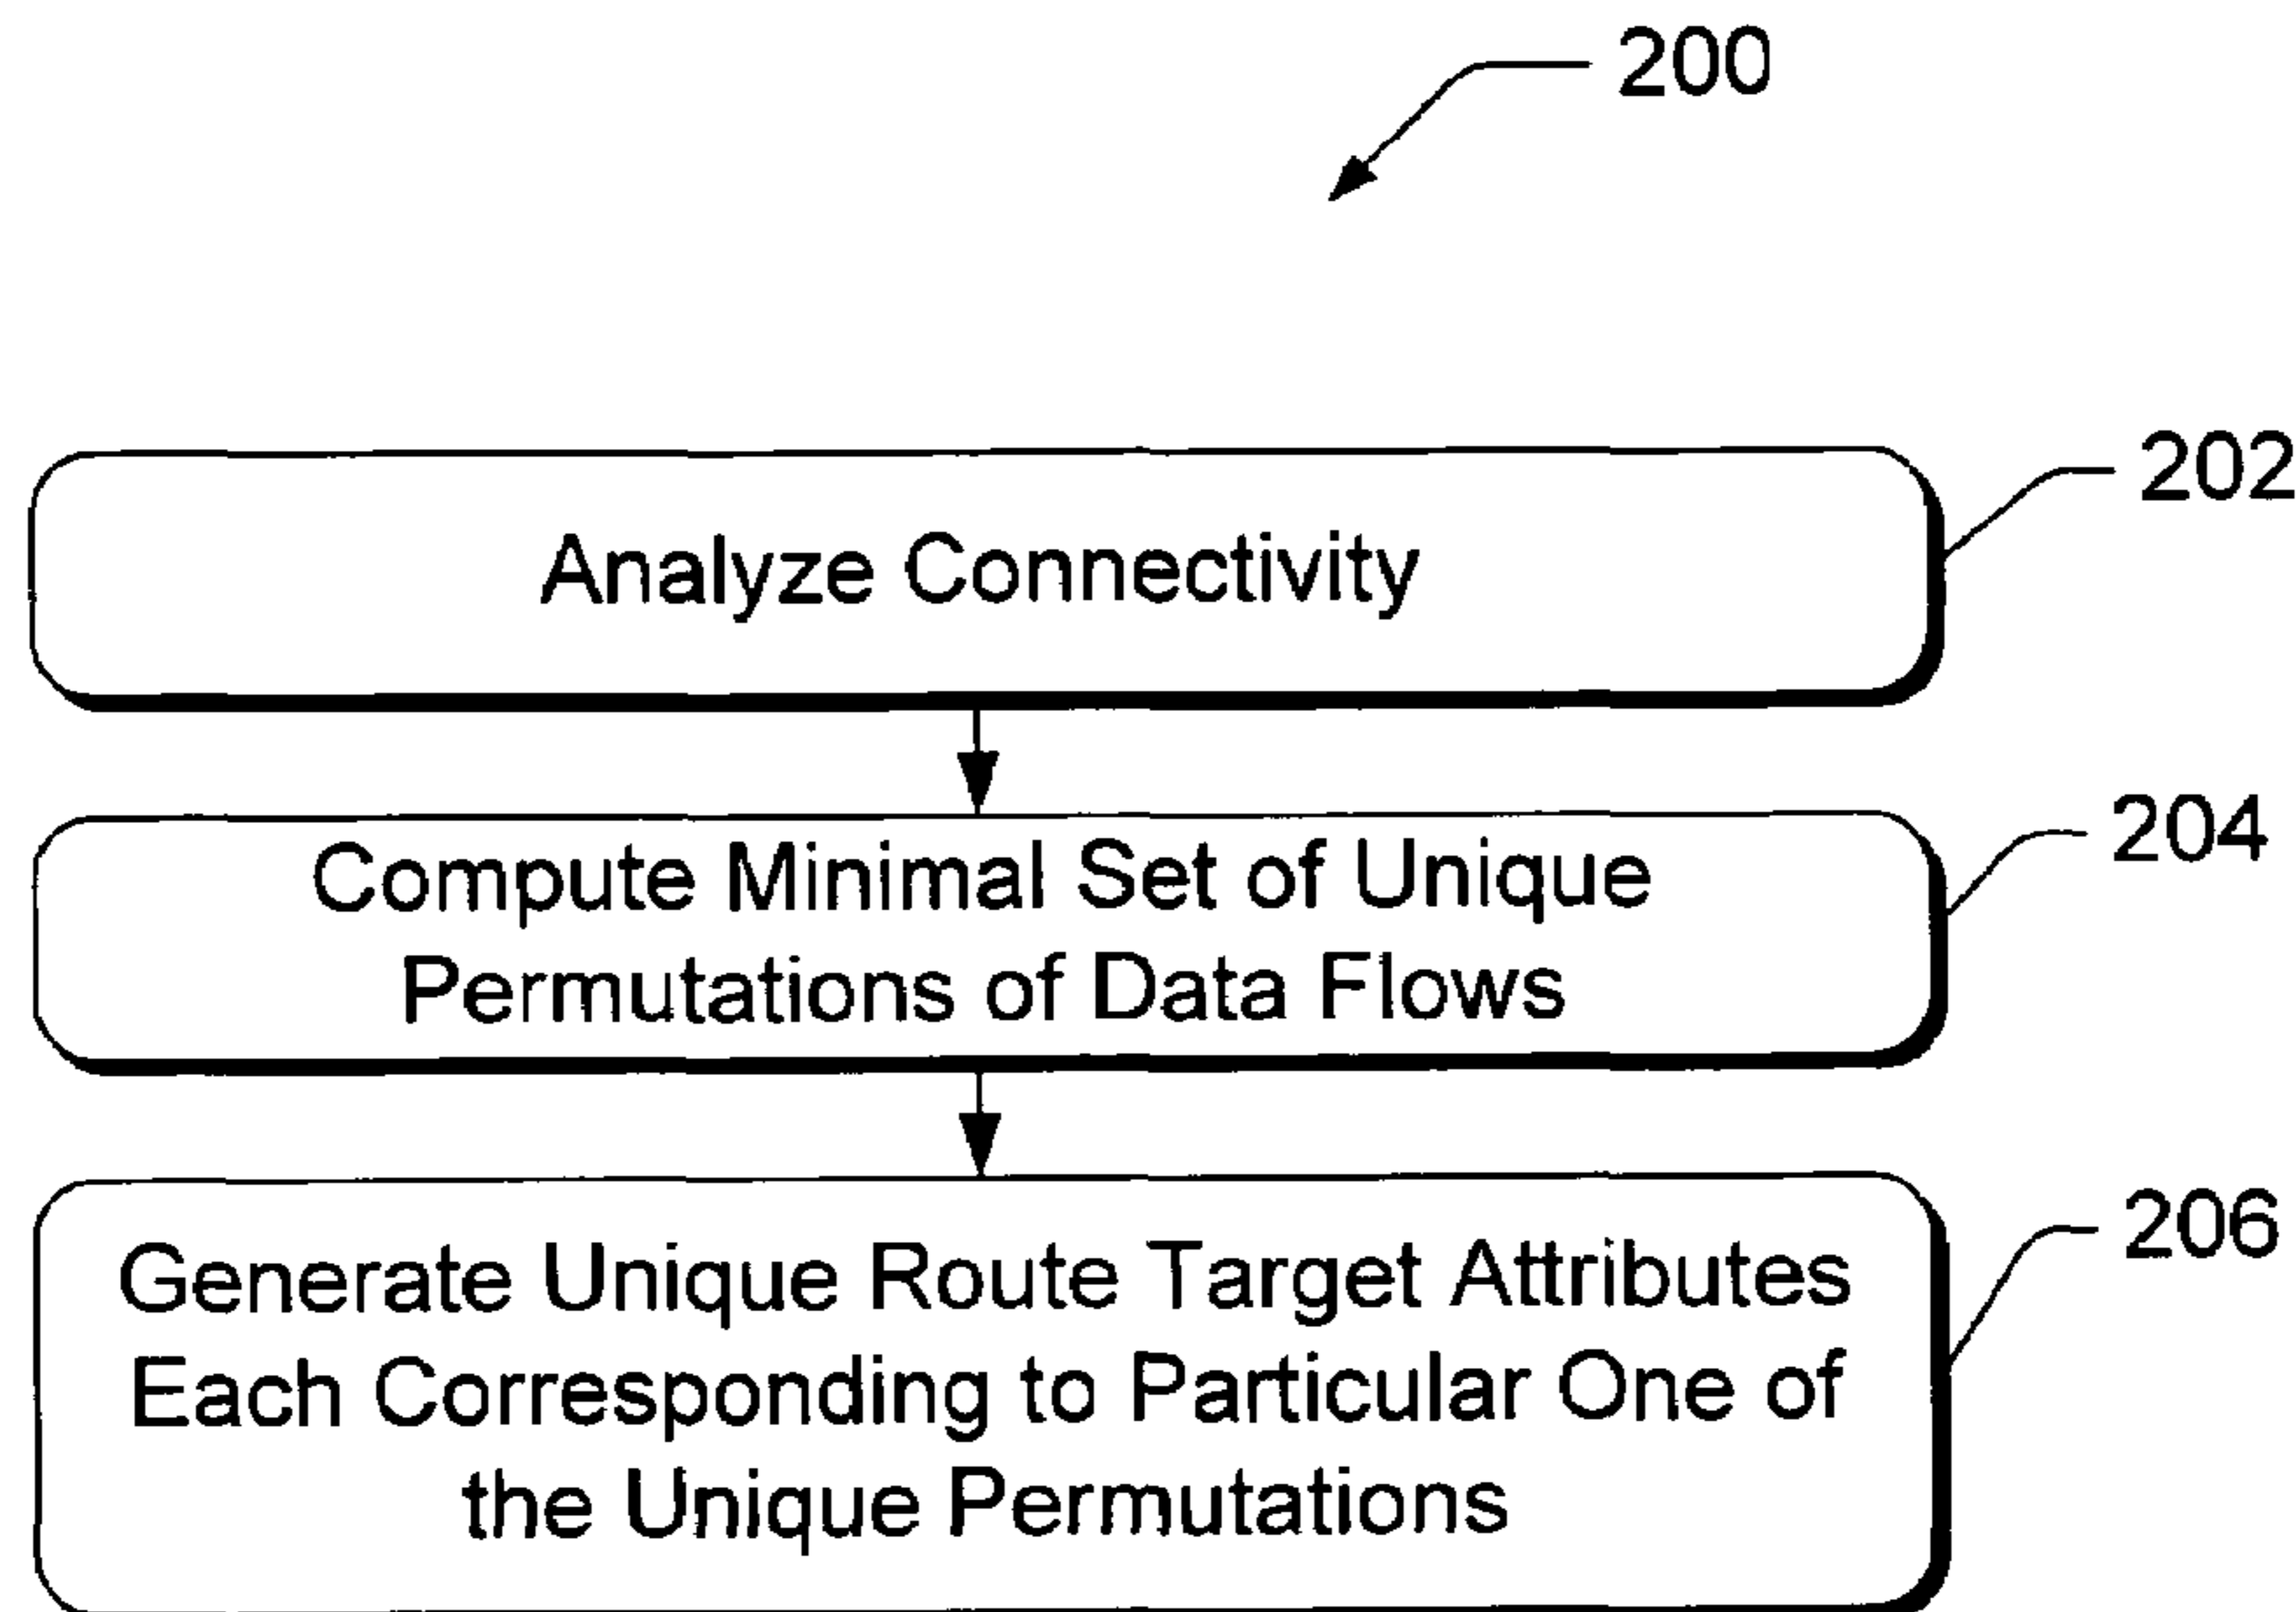 200
202
Analyze Connectivity
204
Compute Minimal Set of Unique
Permutations of Data Flows
206
Generate Unique Route Target Attributes
Each Corresponding to Particular One of
the Unique Permutations